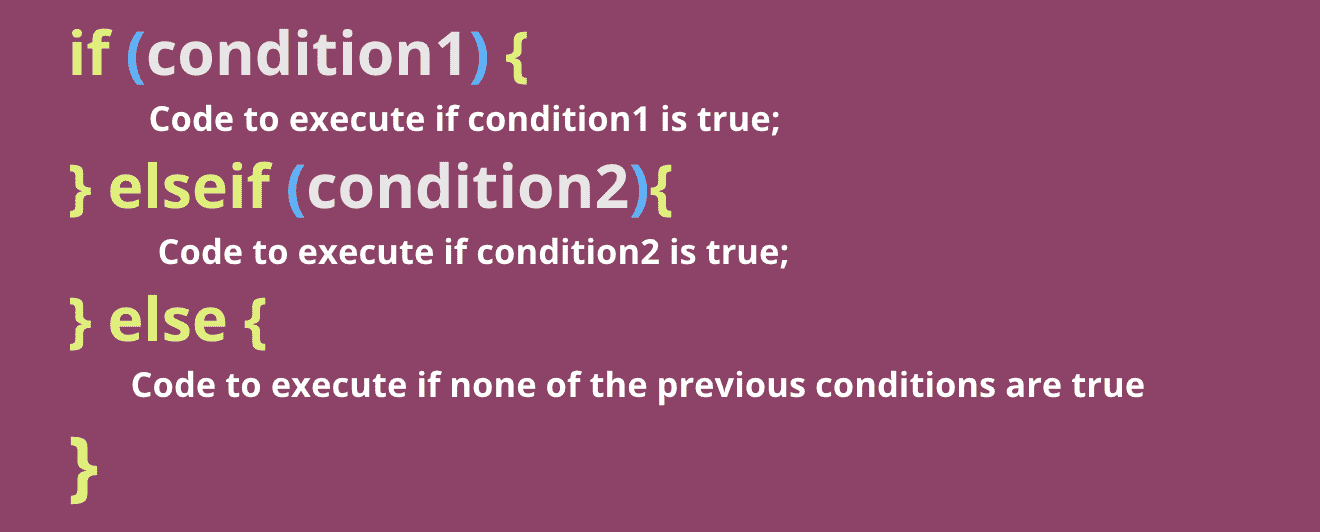 if (condition1) {
Code to execute if condition1 is true;
} elseif (condition2){
Code to execute if condition2 is true;
} else {
Code to execute if none of the previous conditions are true
}